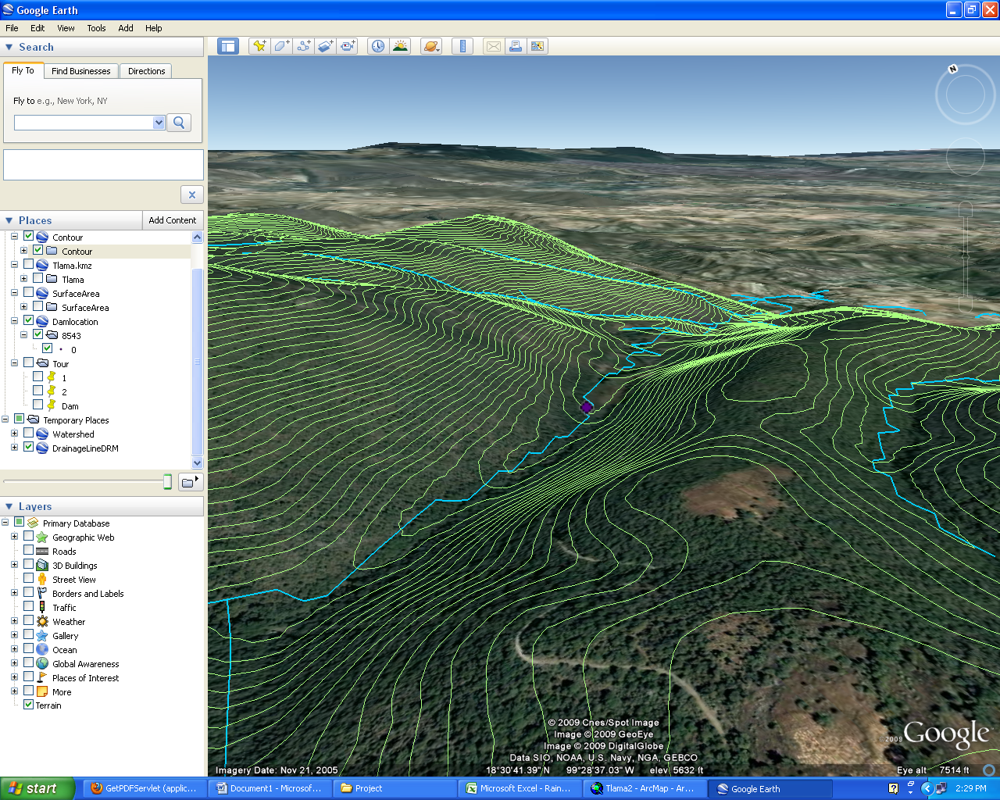 Google Earth
File Edit View Tools Add Help
Search
Fly To Find Businesses Directions
Fly to e.g., New York, NY
Places Add Content
Contour
Contour
Tlama.kmz
Tlama
SurfaceArea
SurfaceArea
Damlocation
8543
0
Tour
1
2
Dam
Temporary Places
Watershed
DrainageLineDRM
Layers
Primary Database
Geographic Web
Roads
3D Buildings
Street View
Borders and Labels
Traffic
Weather
Gallery
Ocean
Global Awareness
Places of Interest
More
Terrain
N
© 2009 Cnes/Spot Image
Image © 2009 GeoEye
Image © 2009 DigitalGlobe
Data SIO, NOAA, U.S. Navy, NGA, GEBCO
©2009 Google
Imagery Date: Nov 21, 2005 18°30'41.39" N 99°28'37.03" W elev 5632 ft Eye alt 7514 ft
start GetPDFServlet (applic... Document1 - Microsof... Project Microsoft Excel - Rain... Tlama2 - ArcMap - Ar... Google Earth 2:29 PM